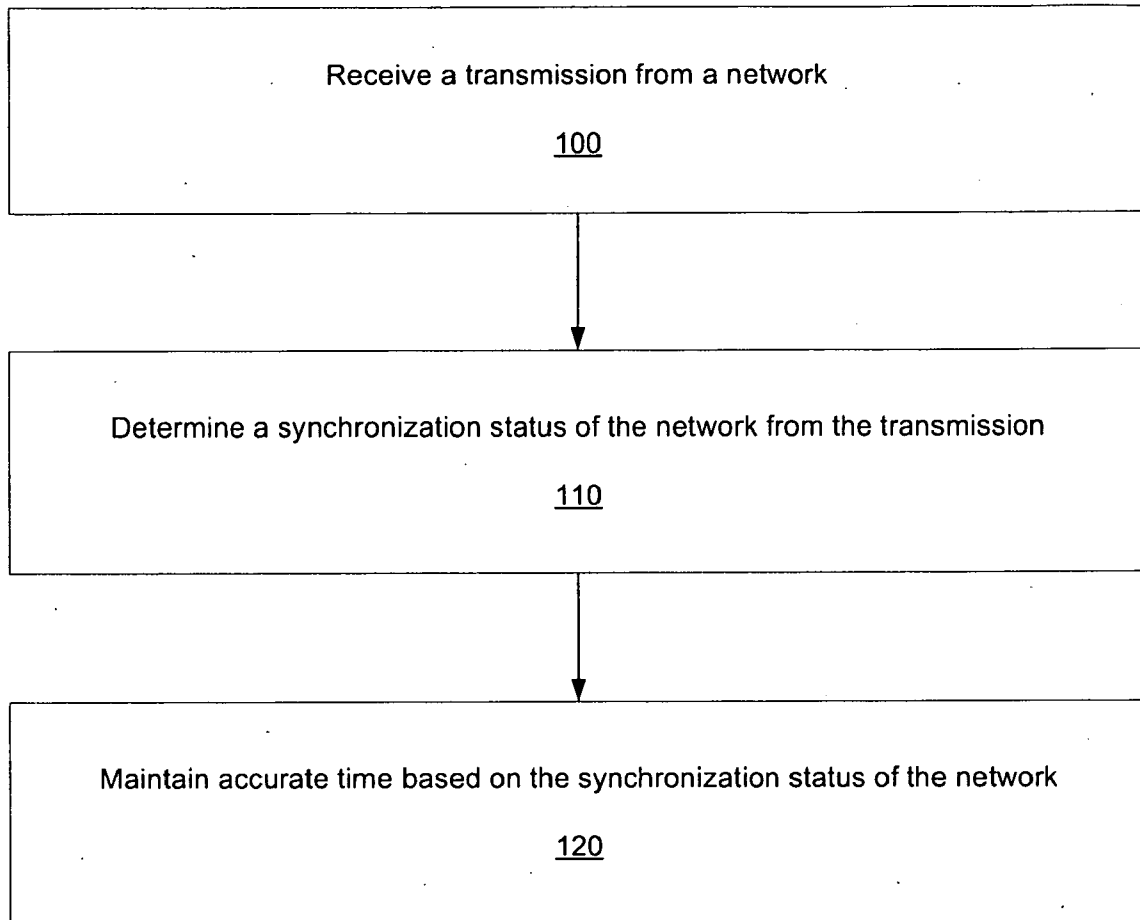 Receive a transmission from a network
100
Determine a synchronization status of the network from the transmission
110
Maintain accurate time based on the synchronization status of the network
120